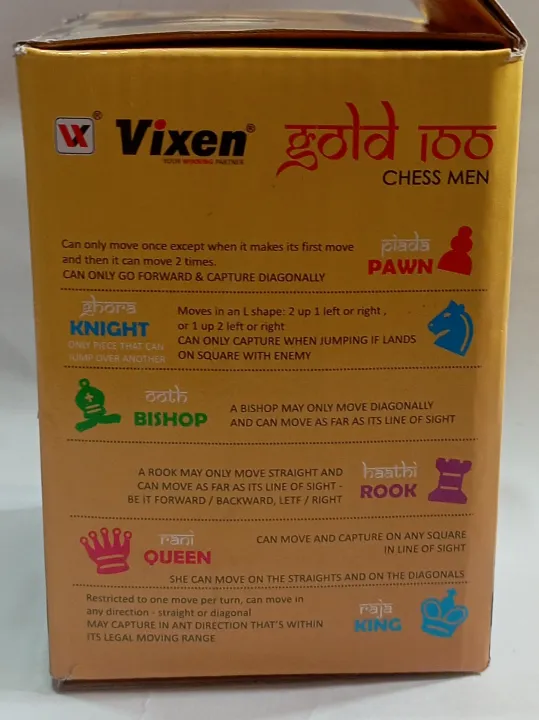 VX® Vixen® gold 100
YOUR WINNING PARTNER
CHESS MEN
Can only move once except when it makes its first move
and then it can move 2 times.
CAN ONLY GO FORWARD & CAPTURE DIAGONALLY
piada
PAWN
ghora
KNIGHT
ONLY PIECE THAT CAN
JUMP OVER ANOTHER
Moves in an L shape: 2 up 1 left or right ,
or 1 up 2 left or right
CAN ONLY CAPTURE WHEN JUMPING IF LANDS
ON SQUARE WITH ENEMY
ooth
BISHOP
A BISHOP MAY ONLY MOVE DIAGONALLY
AND CAN MOVE AS FAR AS ITS LINE OF SIGHT
A ROOK MAY ONLY MOVE STRAIGHT AND
CAN MOVE AS FAR AS ITS LINE OF SIGHT -
BE IT FORWARD / BACKWARD, LETF / RIGHT
haathi
ROOK
rani
QUEEN
CAN MOVE AND CAPTURE ON ANY SQUARE
IN LINE OF SIGHT
SHE CAN MOVE ON THE STRAIGHTS AND ON THE DIAGONALS
Restricted to one move per turn, can move in
any direction - straight or diagonal
MAY CAPTURE IN ANT DIRECTION THAT'S WITHIN
ITS LEGAL MOVING RANGE
raja
KING